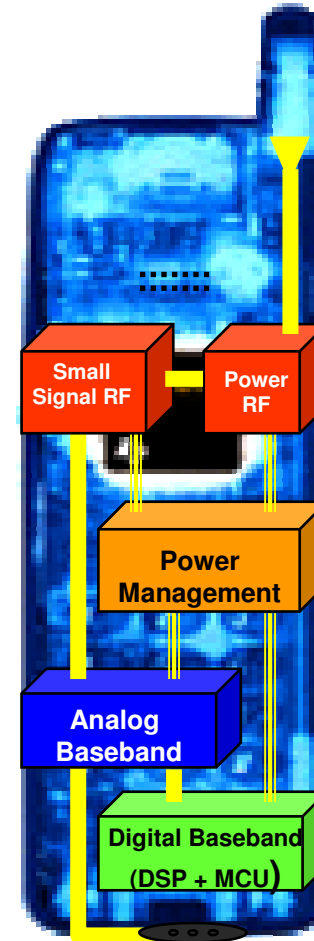 Small
Signal RF
Power
RF
Power
Management
Analog
Baseband
Digital Baseband
(DSP + MCU)